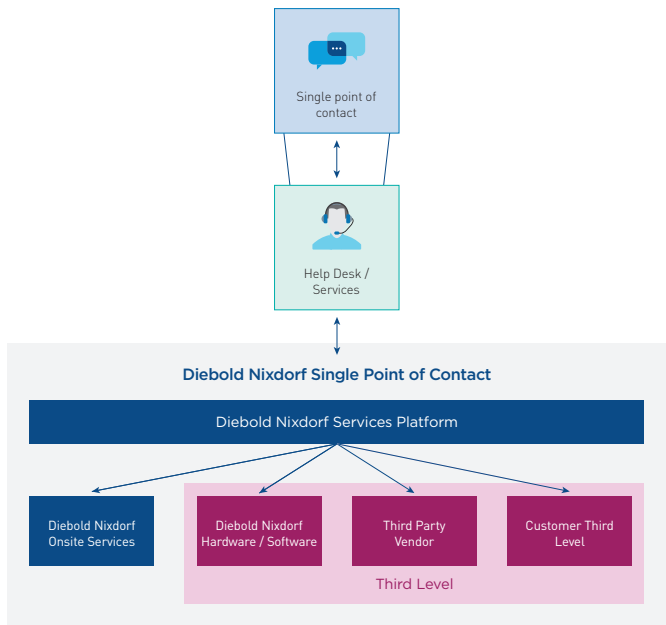 Single point of
contact
Help Desk /
Services
Diebold Nixdorf Single Point of Contact
Diebold Nixdorf Services Platform
Diebold Nixdorf
Onsite Services
Diebold Nixdorf
Hardware / Software
Third Party
Vendor
Customer Third
Level
Third Level